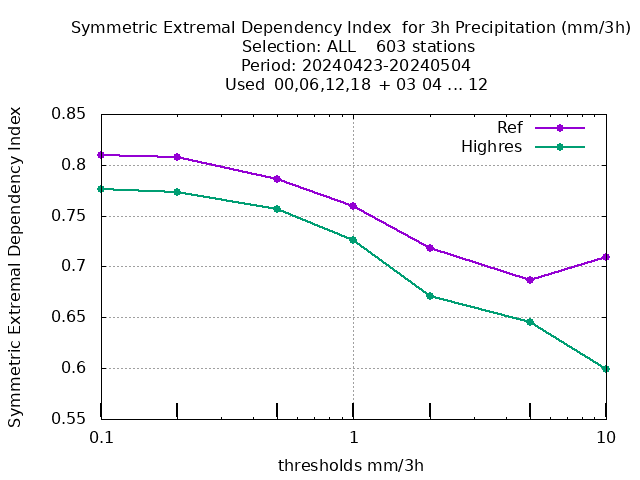 Symmetric Extremal Dependency Index  for 3h Precipitation (mm/3h)
Selection: ALL    603 stations
Period: 20240423-20240504
Used  00,06,12,18  + 03 04 ... 12
Symmetric Extremal Dependency Index
0.85
0.8
0.75
0.7
0.65
0.6
0.55
Ref
Highres
0.1
1
10
thresholds mm/3h